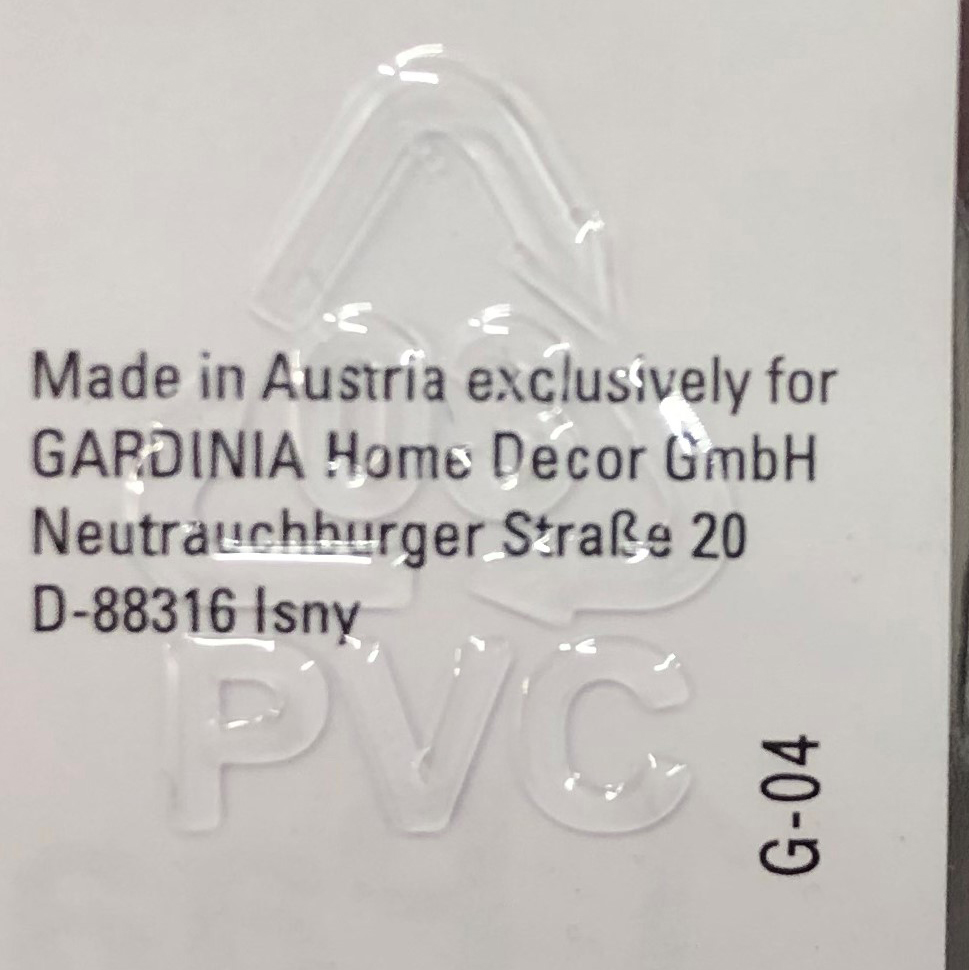 Made in Austria exclusively for
GARDINIA Home Decor GmbH
Neutrauchburger Straße 20
D-88316 Isny
03
PVC
G-04